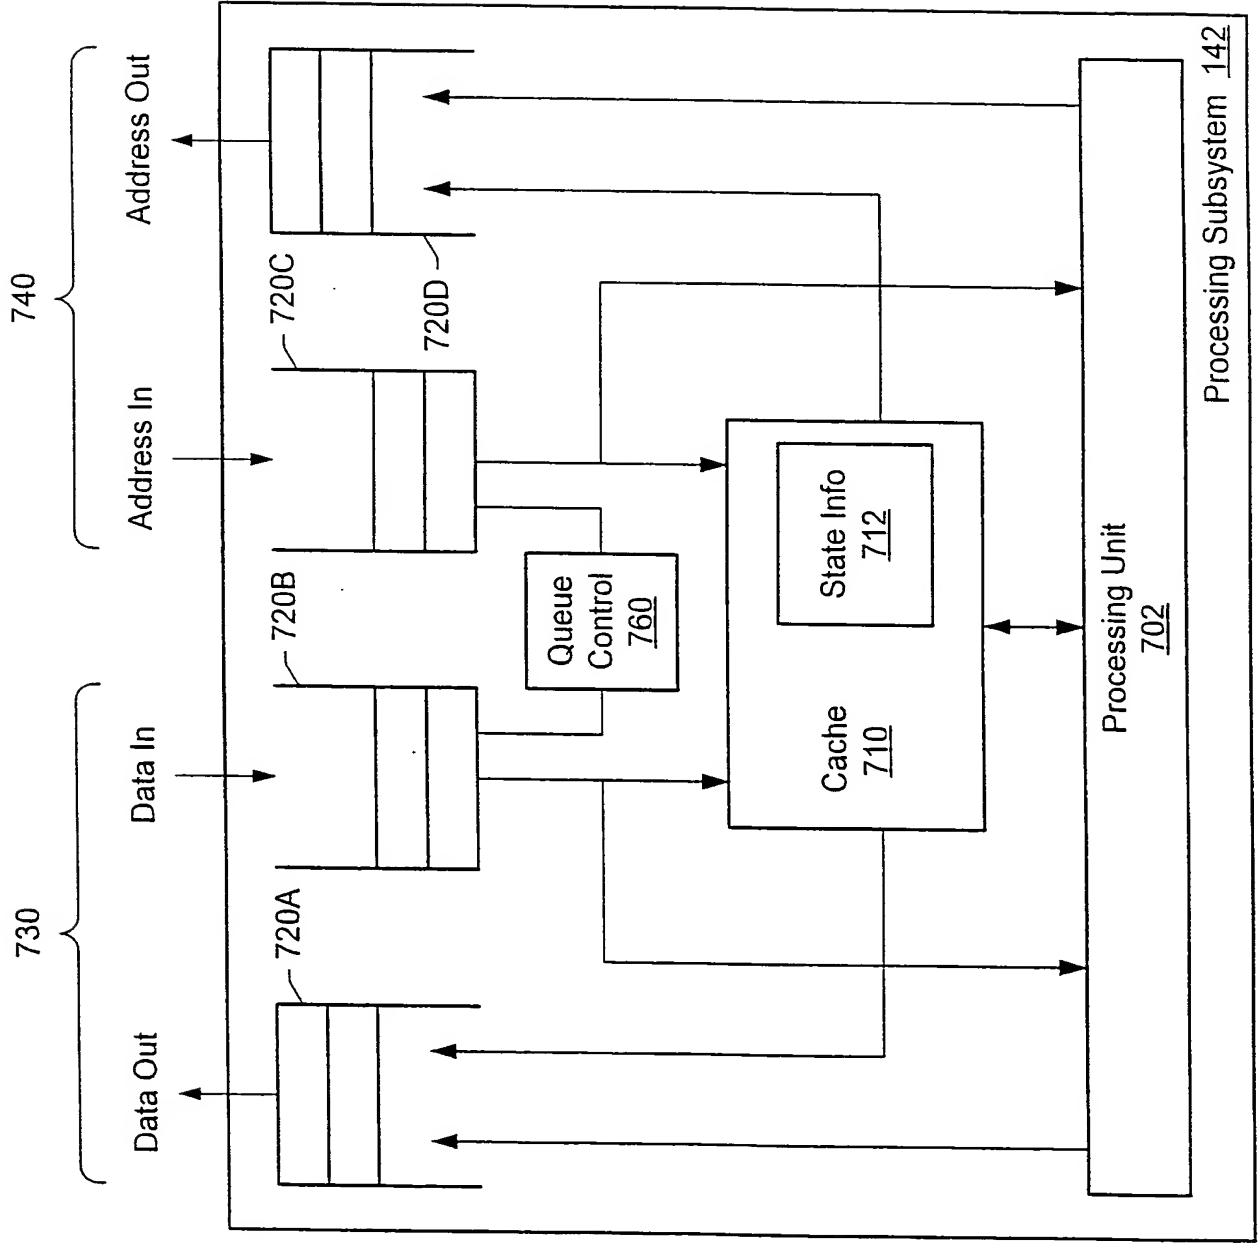 730
740
Data Out
Data In
Address In
Address Out
720A
720B
720C
720D
Queue
Control
760
Cache
710
State Info
712
Processing Unit
702
Processing Subsystem 142